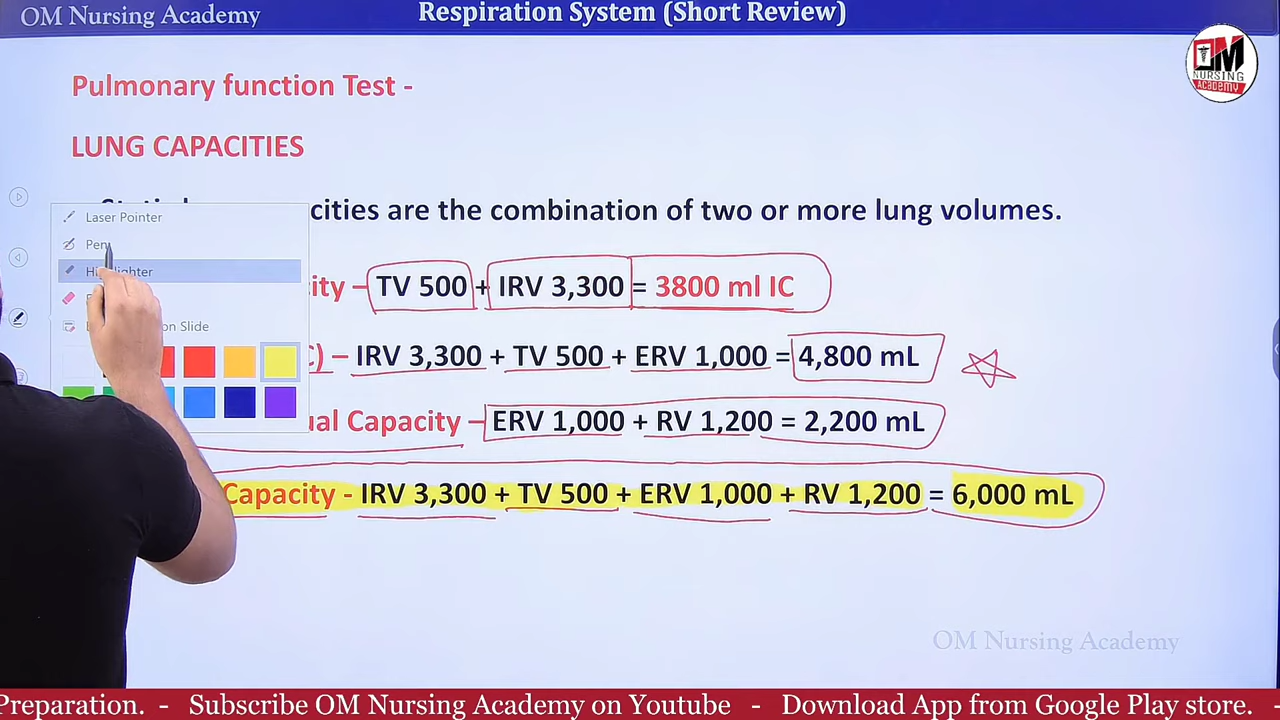 OM Nursing Academy
Respiration System (Short Review)
OM
NURSING
ACADEMY
Pulmonary function Test -
LUNG CAPACITIES
cities are the combination of two or more lung volumes.
Laser Pointer
Pen
Highlighter
ity – TV 500 + IRV 3,300 = 3800 ml IC
on Slide
C) – IRV 3,300 + TV 500 + ERV 1,000 = 4,800 mL
ual Capacity – ERV 1,000 + RV 1,200 = 2,200 mL
Capacity - IRV 3,300 + TV 500 + ERV 1,000 + RV 1,200 = 6,000 mL
OM Nursing Academy
Preparation. - Subscribe OM Nursing Academy on Youtube - Download App from Google Play store. -